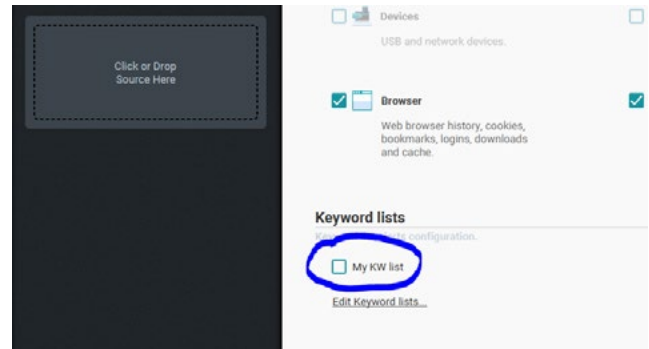 Click or Drop
Source Here
Devices
USB and network devices.
Browser
Web browser history, cookies,
bookmarks, logins, downloads
and cache.
Keyword lists
configuration.
My KW list
Edit Keyword lists...